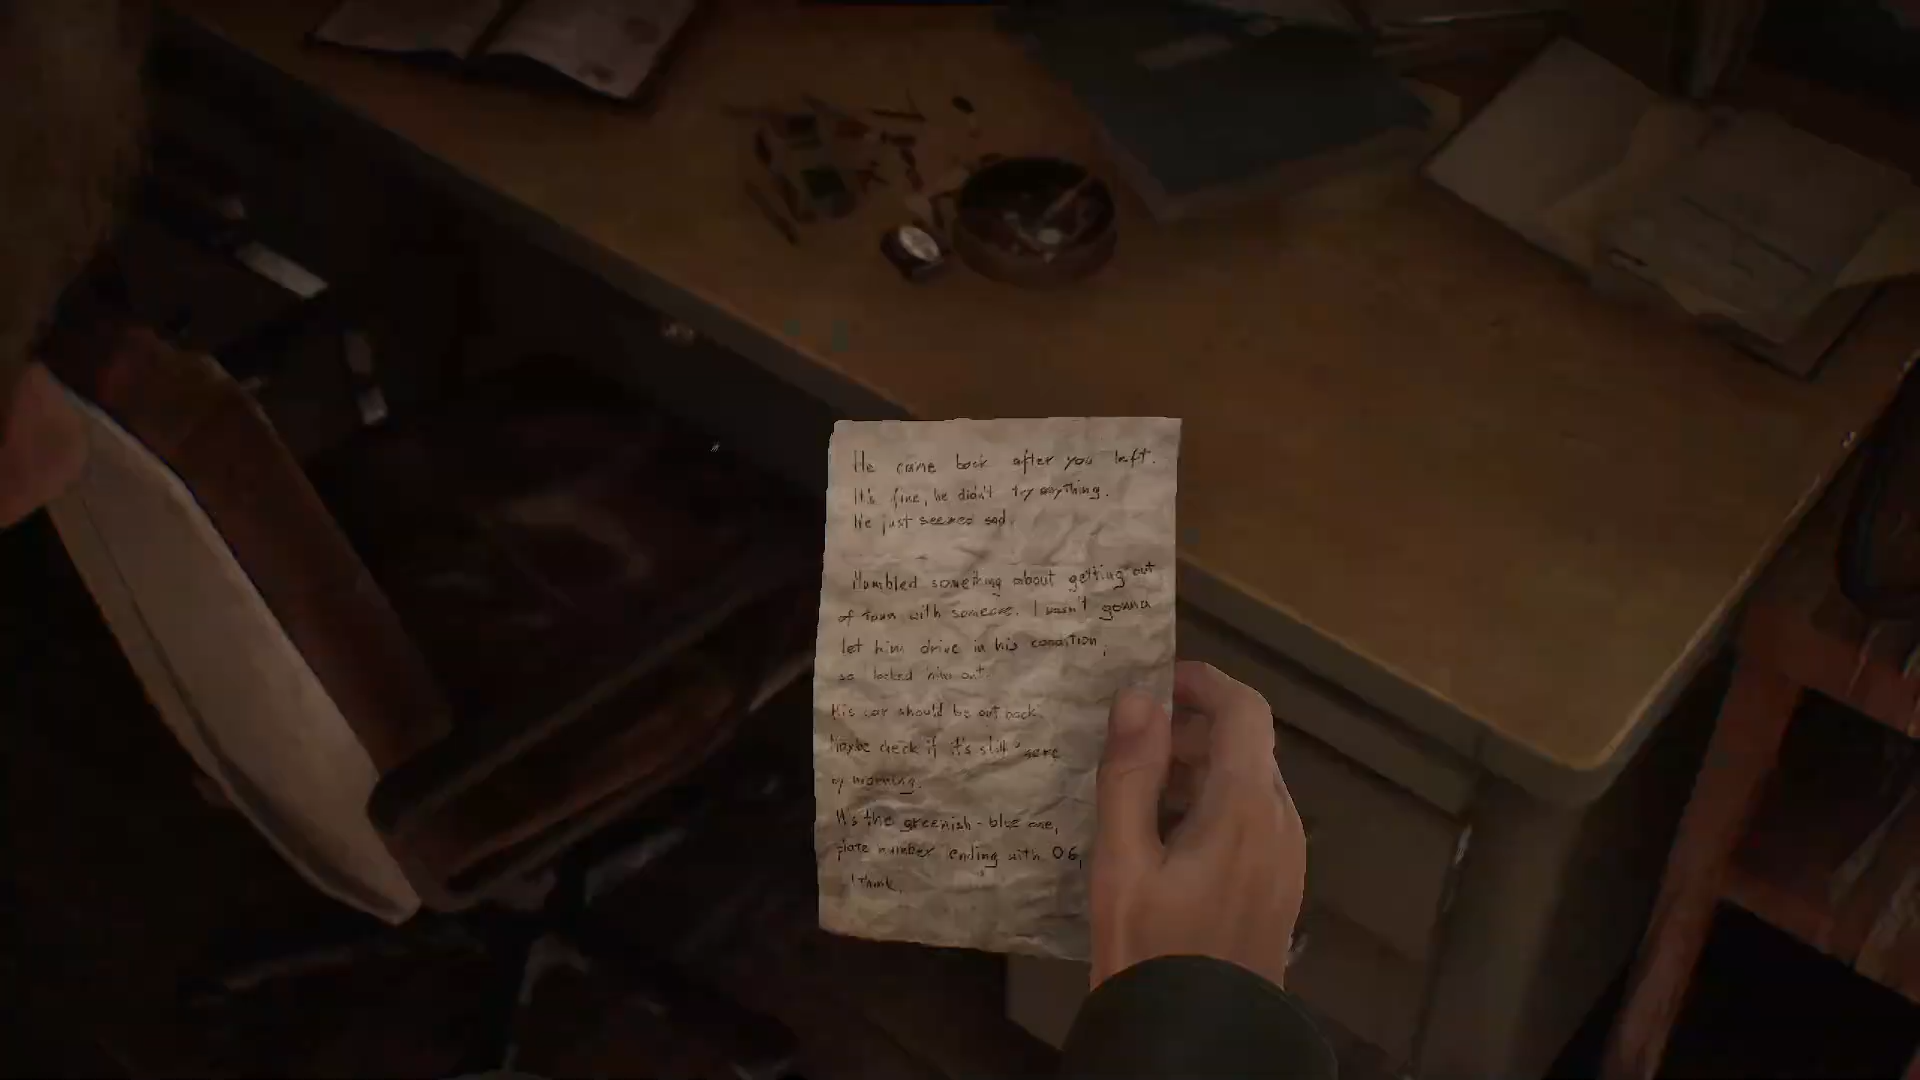 He came back after you left.
It's fine, he didn't try anything.
He just seemed sad.
Mumbled something about getting out
of town with someone. I wasn't gonna
let him drive in his condition,
so locked him out.
His car should be out back.
Maybe check if it's still here
by morning.
It's the greenish-blue one,
plate number ending with 06,
I think.